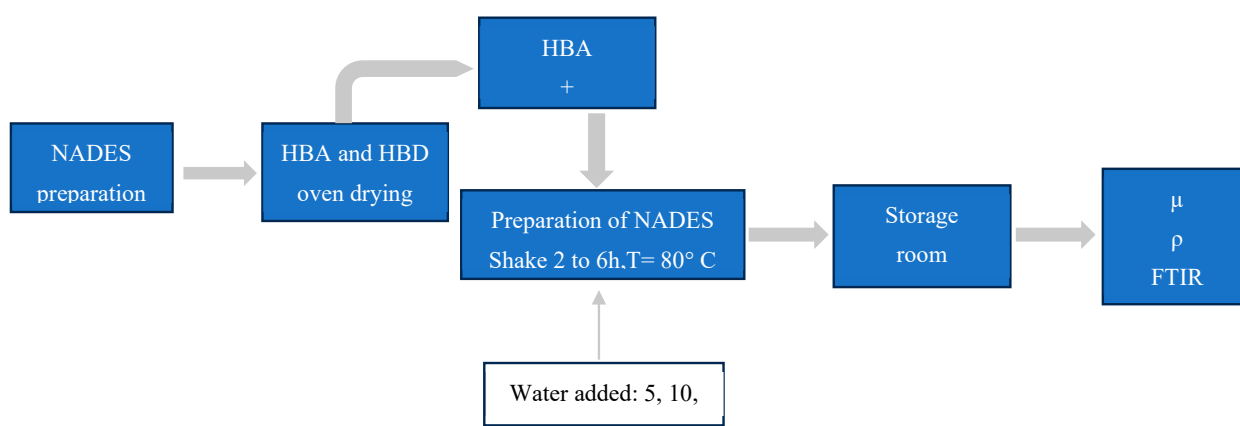 NADES
preparation
HBA and HBD
oven drying
HBA
+
Preparation of NADES
Shake 2 to 6h,T= 80° C
Water added: 5, 10,
Storage
room
μ
ρ
FTIR